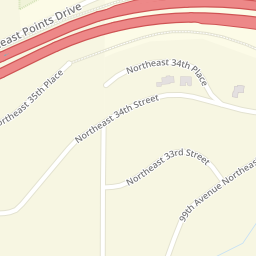 east Points Drive
Northeast 34th Place
Northeast 35th Place
Northeast 34th Street
Northeast 33rd Street
99th Avenue Northeast